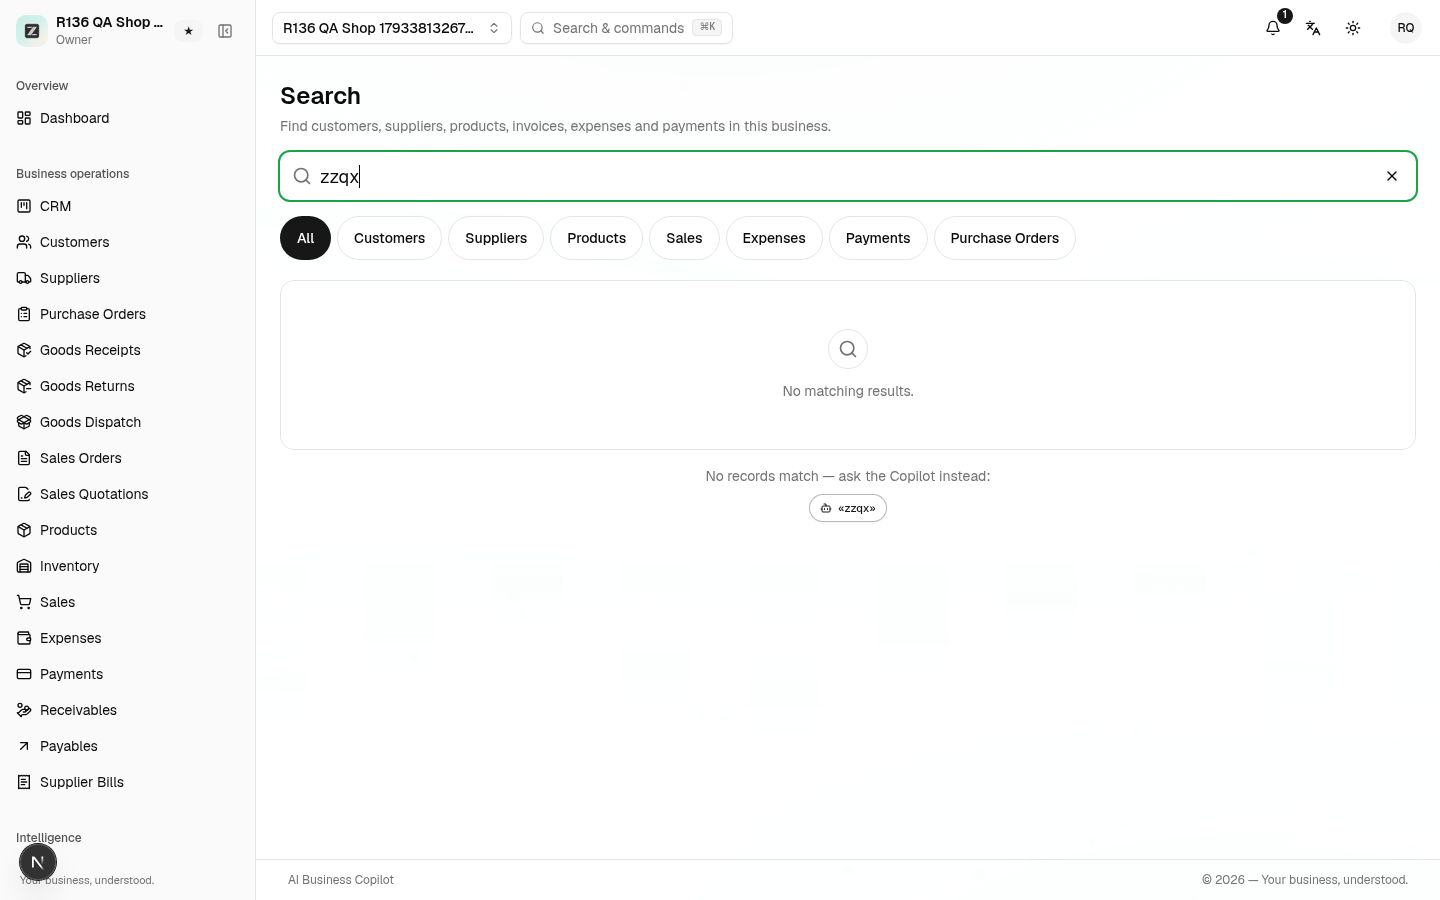 R136 QA Shop ...
Owner
Overview
Dashboard
Business operations
CRM
Customers
Suppliers
Purchase Orders
Goods Receipts
Goods Returns
Goods Dispatch
Sales Orders
Sales Quotations
Products
Inventory
Sales
Expenses
Payments
Receivables
Payables
Supplier Bills
Intelligence
N
Your business, understood.
R136 QA Shop 17933813267...
Search & commands ⌘K
1
RQ
Search
Find customers, suppliers, products, invoices, expenses and payments in this business.
zzqx
All Customers Suppliers Products Sales Expenses Payments Purchase Orders
No matching results.
No records match — ask the Copilot instead:
«zzqx»
AI Business Copilot
© 2026 — Your business, understood.